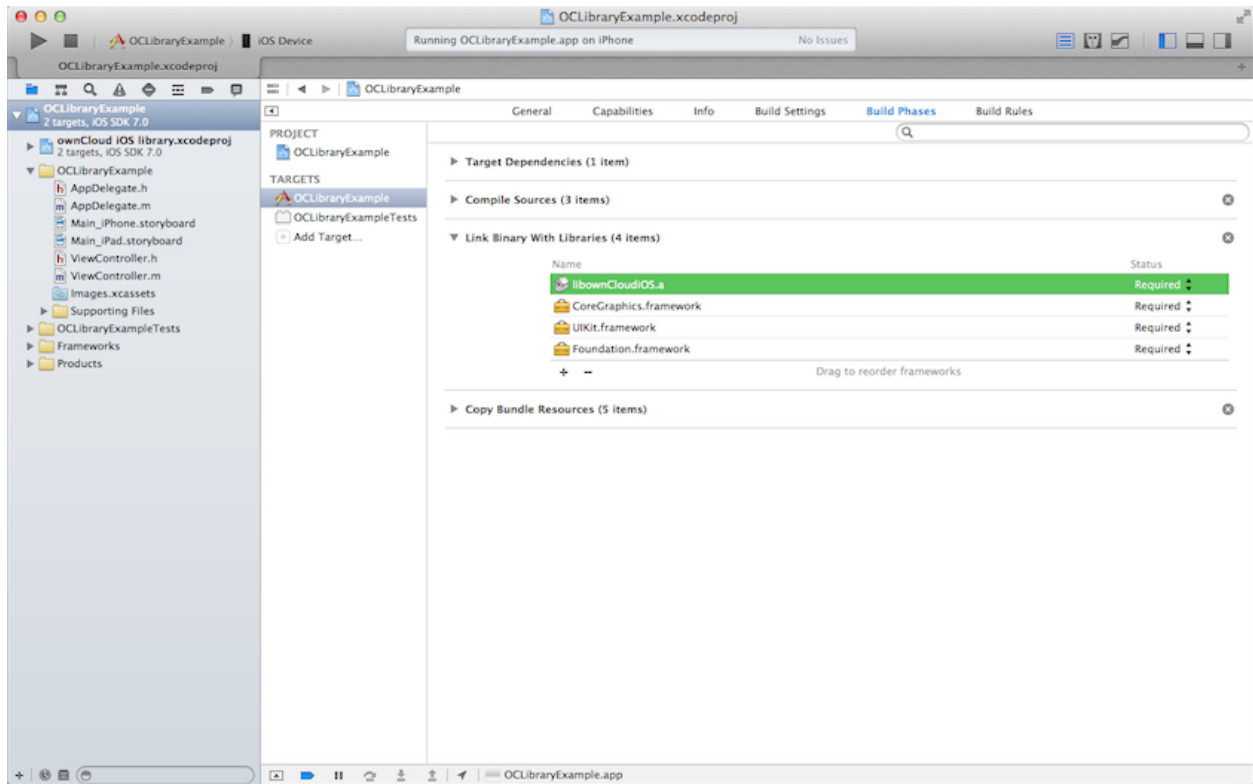 OCLibraryExample.xcodeproj
OCLibraryExample
iOS Device
Running OCLibraryExample.app on iPhone
No Issues
OCLibraryExample.xcodeproj
OCLibraryExample
2 targets, iOS SDK 7.0
ownCloud iOS library.xcodeproj
2 targets, iOS SDK 7.0
OCLibraryExample
h AppDelegate.h
m AppDelegate.m
Main_iPhone.storyboard
Main_iPad.storyboard
h ViewController.h
m ViewController.m
Images.xcassets
Supporting Files
OCLibraryExampleTests
Frameworks
Products
OCLibraryExample
General Capabilities Info Build Settings Build Phases Build Rules
PROJECT
OCLibraryExample
TARGETS
OCLibraryExample
OCLibraryExampleTests
Add Target...
Target Dependencies (1 item)
Compile Sources (3 items)
Link Binary With Libraries (4 items)
Name Status
libownCloudiOS.a Required
CoreGraphics.framework Required
UIKit.framework Required
Foundation.framework Required
+ − Drag to reorder frameworks
Copy Bundle Resources (5 items)
OCLibraryExample.app